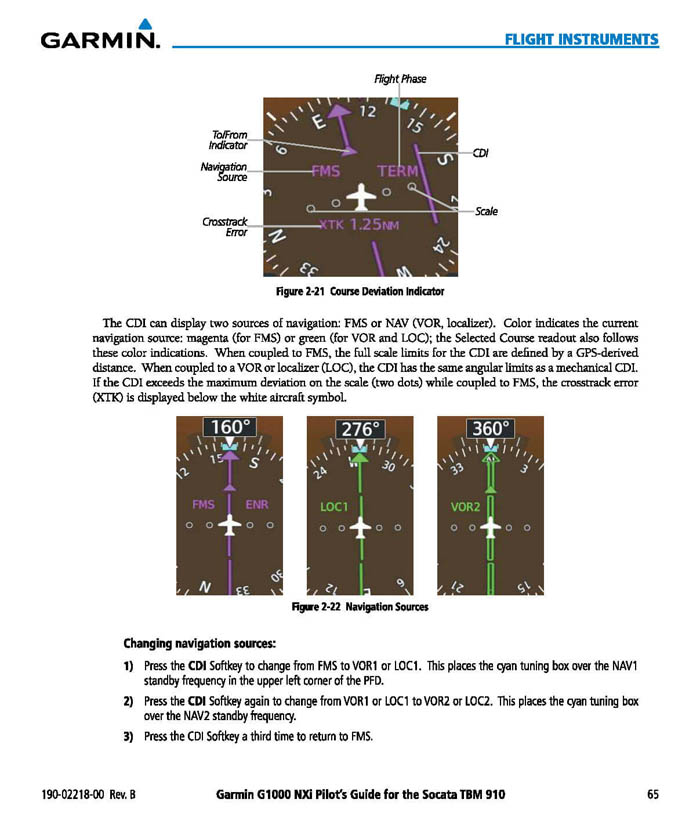 GARMIN.
FLIGHT INSTRUMENTS
Flight Phase
To/From
Indicator
Navigation
Source
Crosstrack
Error
CDI
Scale
E
12
15
S
6
FMS
TERM
3
N
XTK 1.25NM
24
33
W
Figure 2-21 Course Deviation Indicator
The CDI can display two sources of navigation: FMS or NAV (VOR, localizer). Color indicates the current
navigation source: magenta (for FMS) or green (for VOR and LOC); the Selected Course readout also follows
these color indications. When coupled to FMS, the full scale limits for the CDI are defined by a GPS-derived
distance. When coupled to a VOR or localizer (LOC), the CDI has the same angular limits as a mechanical CDI.
If the CDI exceeds the maximum deviation on the scale (two dots) while coupled to FMS, the crosstrack error
(XTK) is displayed below the white aircraft symbol.
160°
12
15
S
FMS
ENR
N
33
30
276°
24
W
30
LOC1
12
E
6
360°
33
3
VOR2
12
21
Figure 2-22 Navigation Sources
Changing navigation sources:
1) Press the CDI Softkey to change from FMS to VOR1 or LOC1. This places the cyan tuning box over the NAV1
standby frequency in the upper left corner of the PFD.
2) Press the CDI Softkey again to change from VOR1 or LOC1 to VOR2 or LOC2. This places the cyan tuning box
over the NAV2 standby frequency.
3) Press the CDI Softkey a third time to return to FMS.
190-02218-00 Rev. B
Garmin G1000 NXi Pilot's Guide for the Socata TBM 910
65